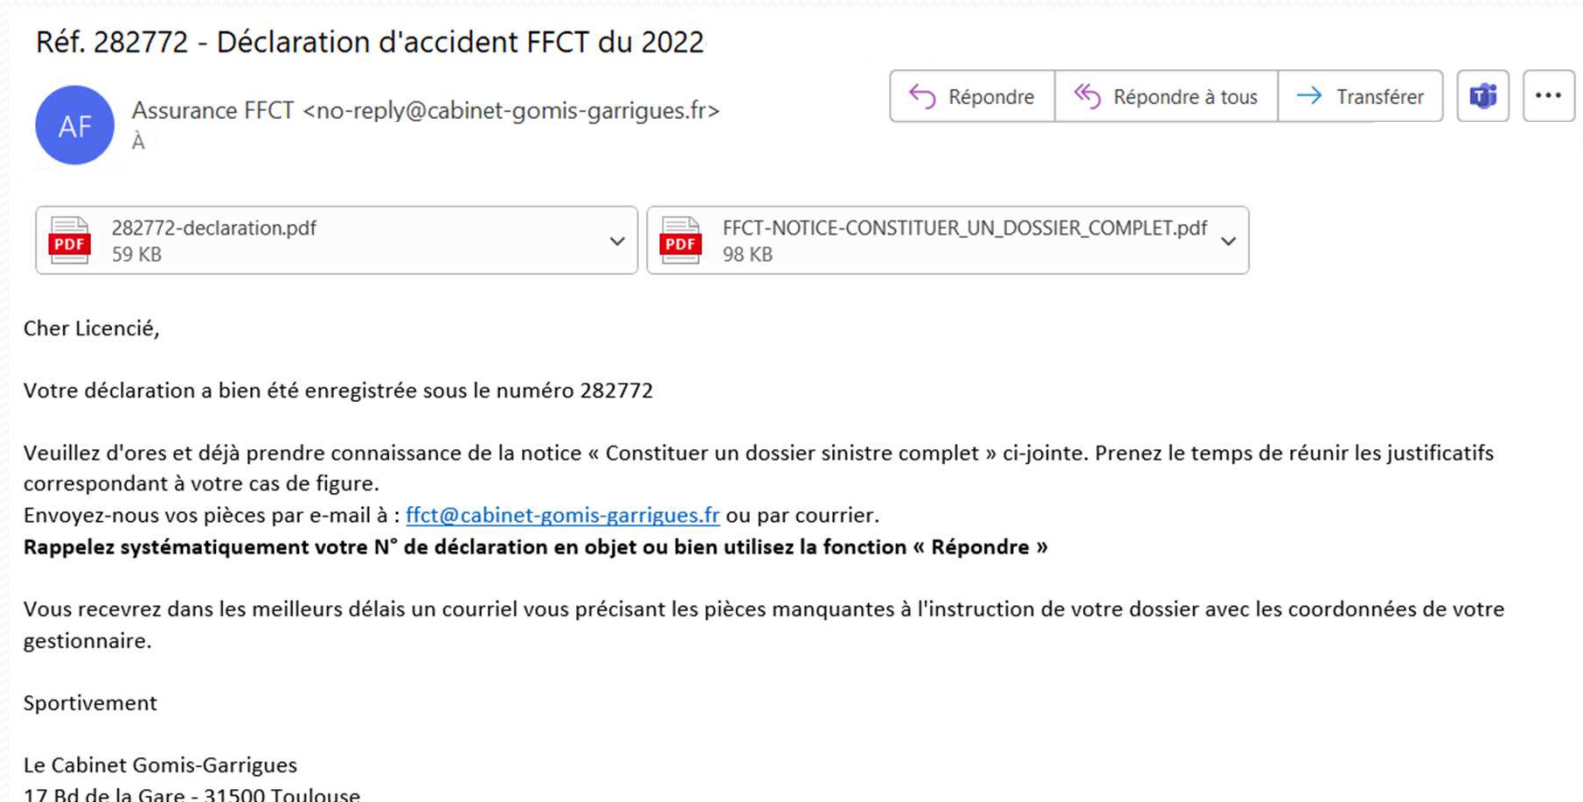 Réf. 282772 - Déclaration d'accident FFCT du 2022
AF
Assurance FFCT <no-reply@cabinet-gomis-garrigues.fr>
À
Répondre
Répondre à tous
Transférer
PDF
282772-declaration.pdf
59 KB
PDF
FFCT-NOTICE-CONSTITUER_UN_DOSSIER_COMPLET.pdf
98 KB
Cher Licencié,
Votre déclaration a bien été enregistrée sous le numéro 282772
Veuillez d'ores et déjà prendre connaissance de la notice « Constituer un dossier sinistre complet » ci-jointe. Prenez le temps de réunir les justificatifs
correspondant à votre cas de figure.
Envoyez-nous vos pièces par e-mail à : ffct@cabinet-gomis-garrigues.fr ou par courrier.
Rappelez systématiquement votre N° de déclaration en objet ou bien utilisez la fonction « Répondre »
Vous recevrez dans les meilleurs délais un courriel vous précisant les pièces manquantes à l'instruction de votre dossier avec les coordonnées de votre
gestionnaire.
Sportivement
Le Cabinet Gomis-Garrigues
17 Bd de la Gare - 31500 Toulouse